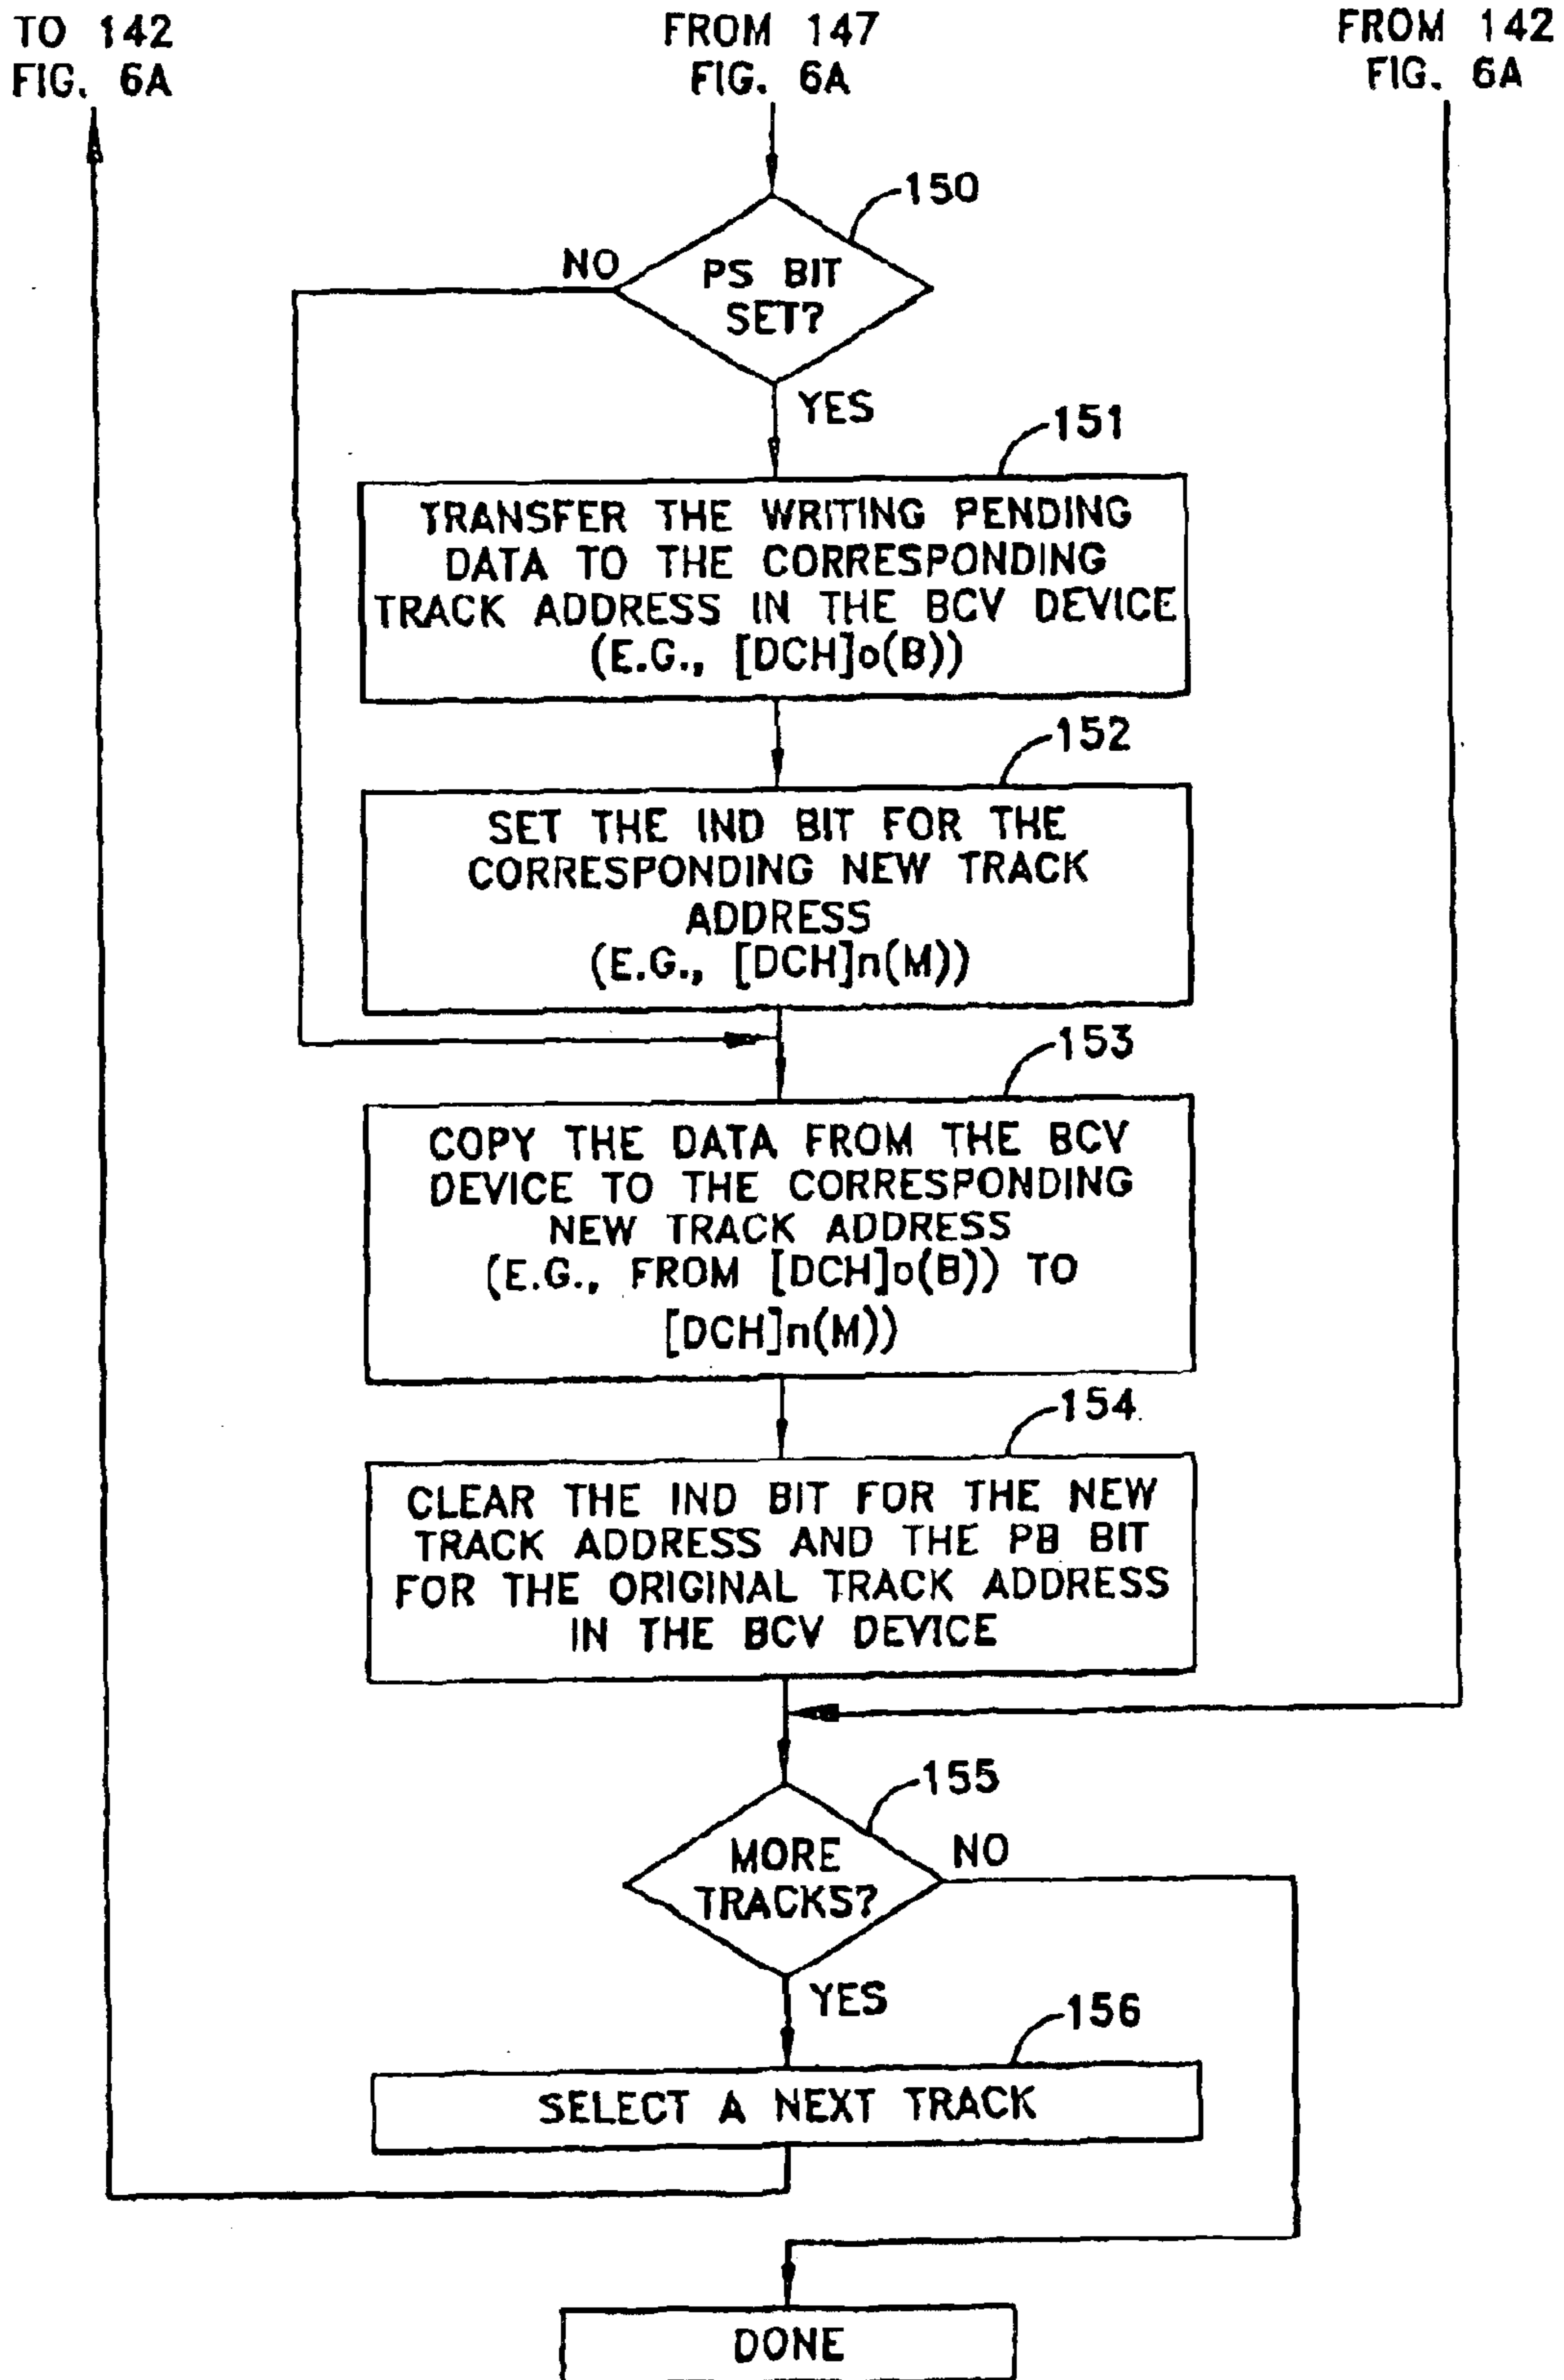 TO 142
FIG. 6A
FROM 147
FIG. 6A
FROM 142
FIG. 6A
150
NO
PS BIT
SET?
YES
151
TRANSFER THE WRITING PENDING
DATA TO THE CORRESPONDING
TRACK ADDRESS IN THE BCV DEVICE
(E.G., [DCH]o(B))
152
SET THE IND BIT FOR THE
CORRESPONDING NEW TRACK
ADDRESS
(E.G., [DCH]n(M))
153
COPY THE DATA FROM THE BCV
DEVICE TO THE CORRESPONDING
NEW TRACK ADDRESS
(E.G., FROM [DCH]o(B)) TO
[DCH]n(M))
154
CLEAR THE IND BIT FOR THE NEW
TRACK ADDRESS AND THE PB BIT
FOR THE ORIGINAL TRACK ADDRESS
IN THE BCV DEVICE
155
MORE
TRACKS?
NO
YES
156
SELECT A NEXT TRACK
DONE